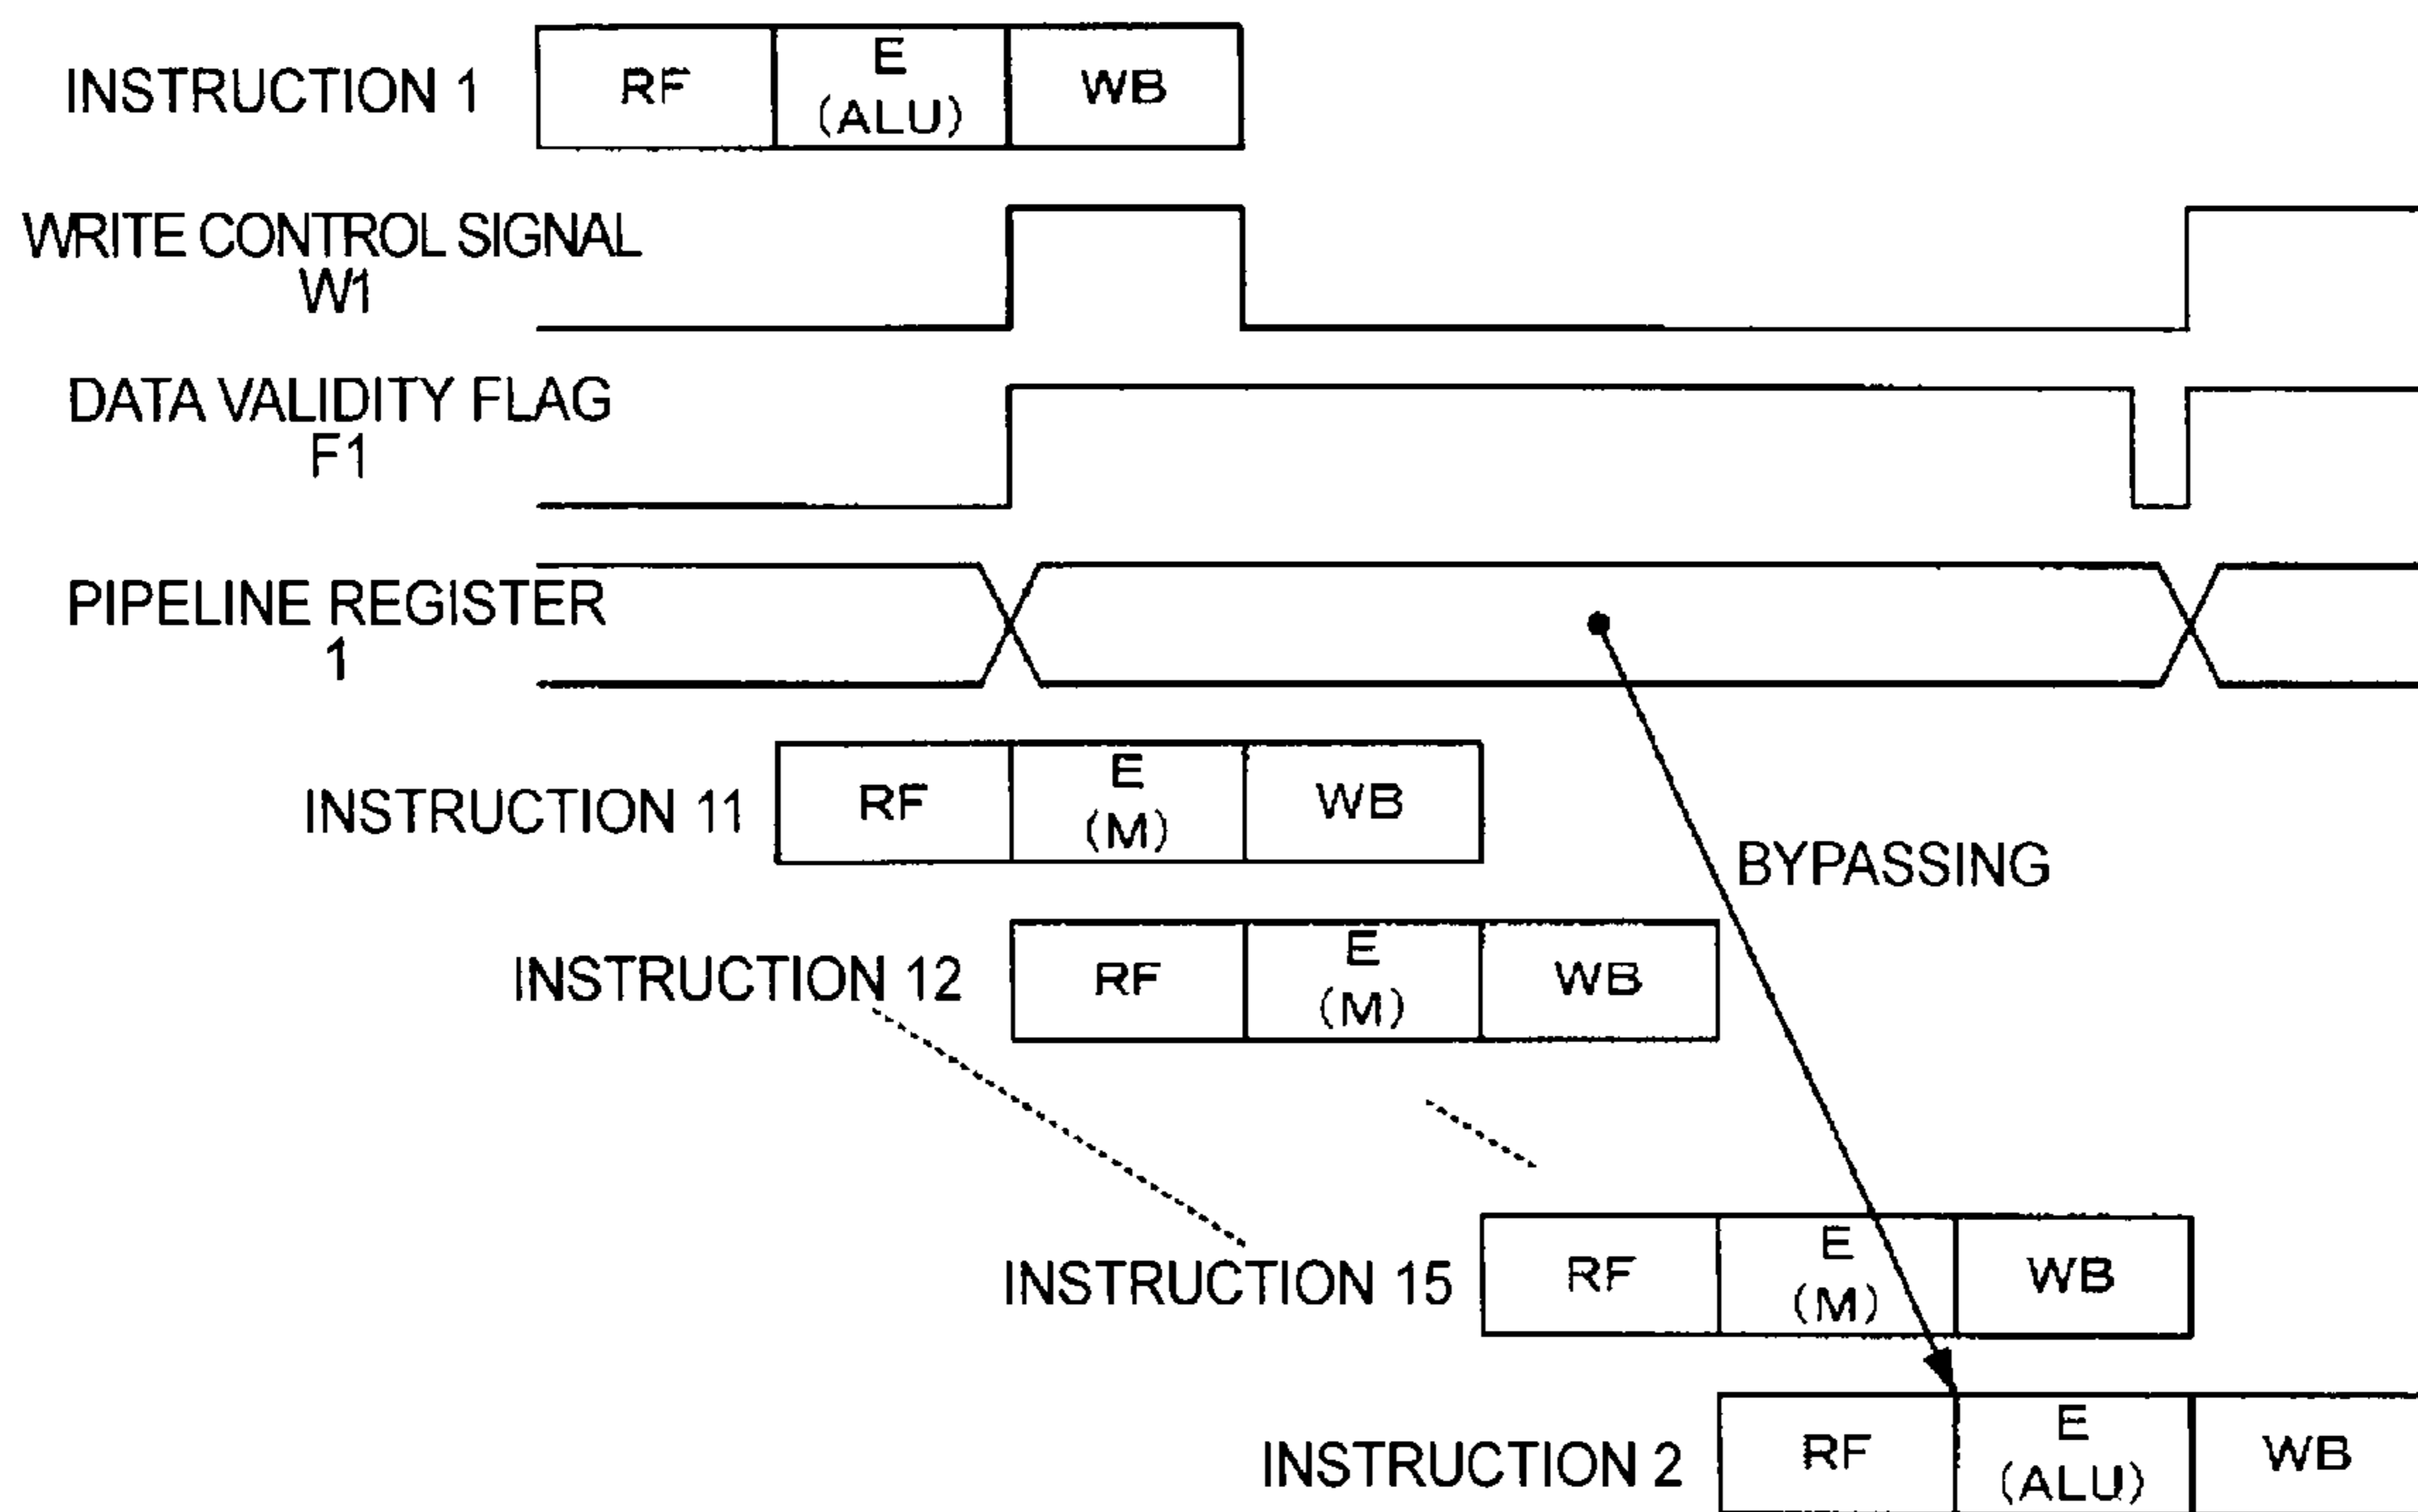 INSTRUCTION 1
RF
E
(ALU)
WB
WRITE CONTROL SIGNAL
W1
DATA VALIDITY FLAG
F1
PIPELINE REGISTER
1
INSTRUCTION 11
RF
E
(M)
WB
BYPASSING
INSTRUCTION 12
RF
E
(M)
WB
INSTRUCTION 15
RF
E
(M)
WB
INSTRUCTION 2
RF
E
(ALU)
WB